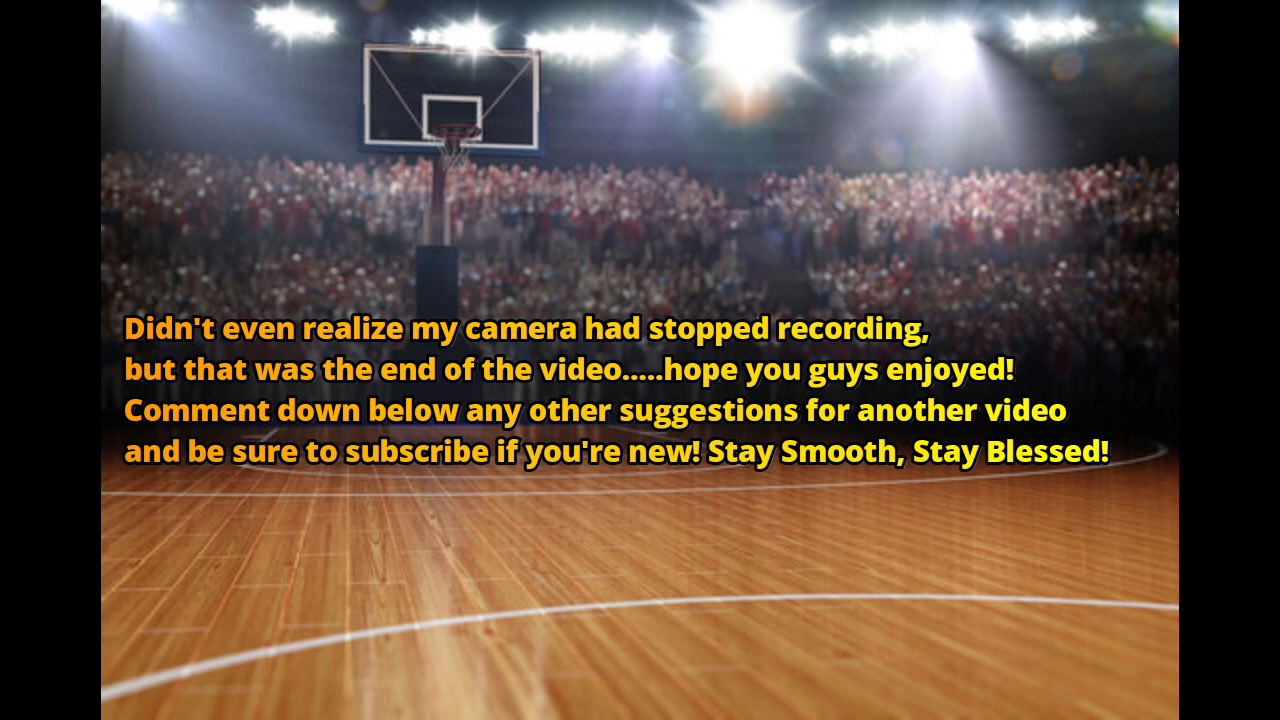 Didn't even realize my camera had stopped recording,
but that was the end of the video.....hope you guys enjoyed!
Comment down below any other suggestions for another video
and be sure to subscribe if you're new! Stay Smooth, Stay Blessed!